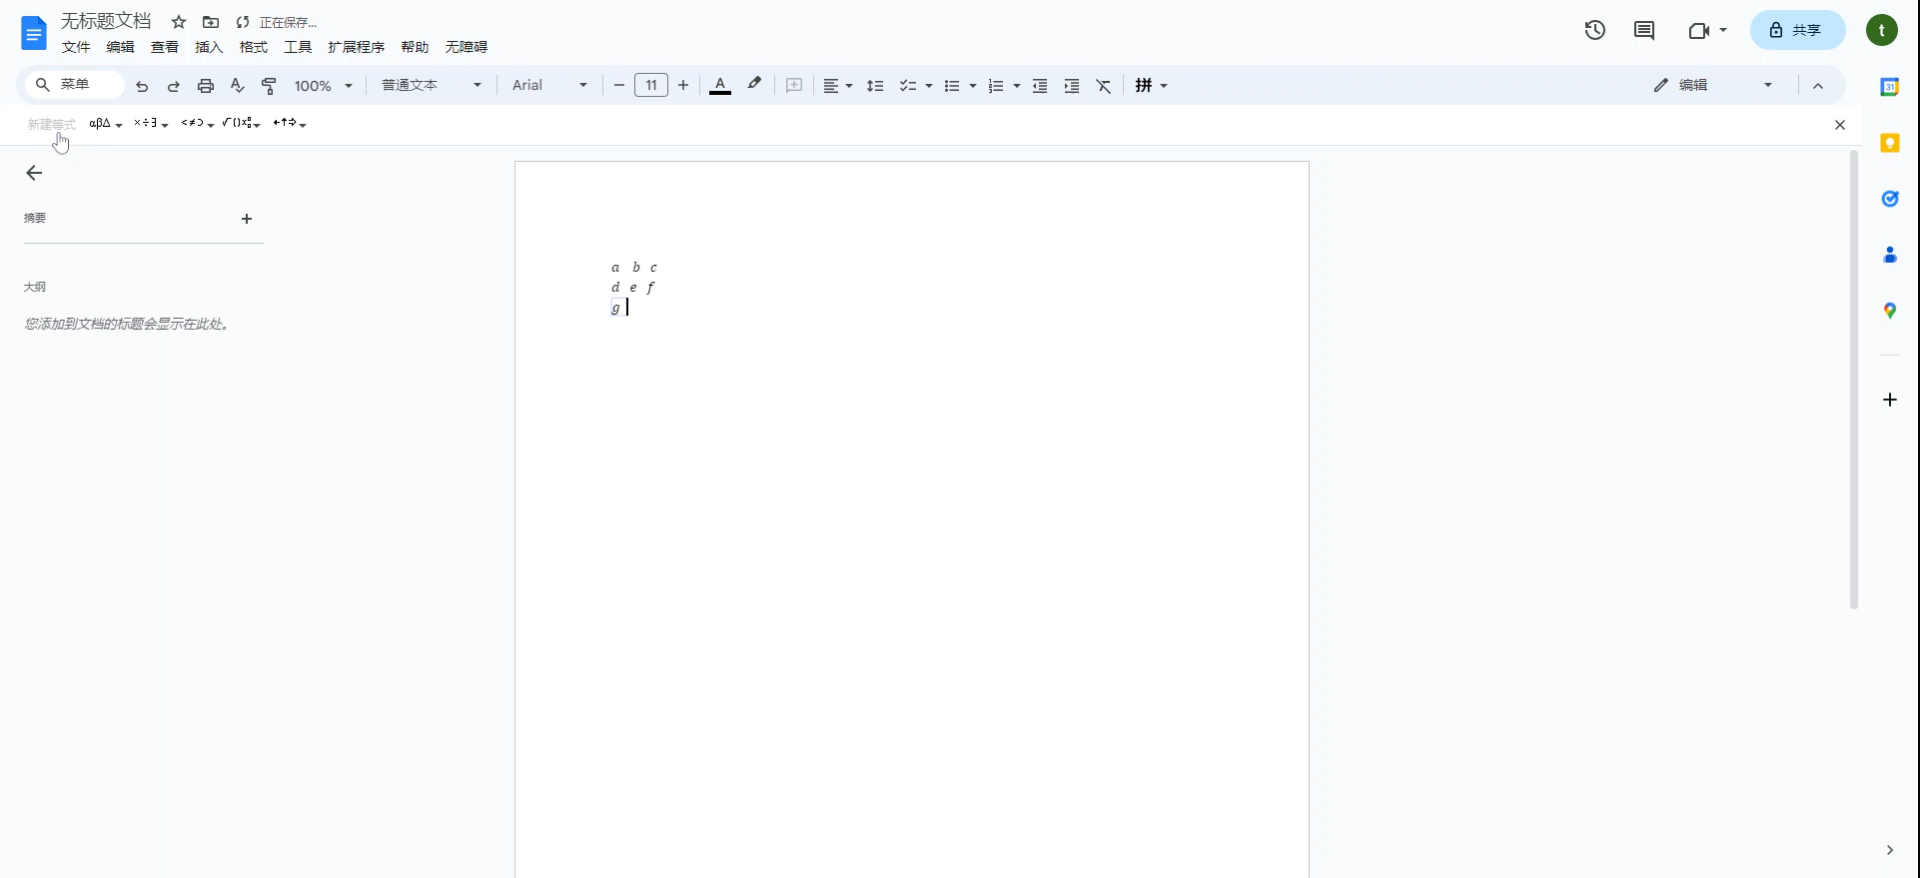 无标题文档 正在保存...
文件 编辑 查看 插入 格式 工具 扩展程序 帮助 无障碍
共享
t
菜单 100% 普通文本 Arial 11 A 拼 编辑
31
新建等式 αβΔ ×÷∃ <≠⊃ √()x
摘要
大纲
您添加到文档的标题会显示在此处。
a b c
d e f
g